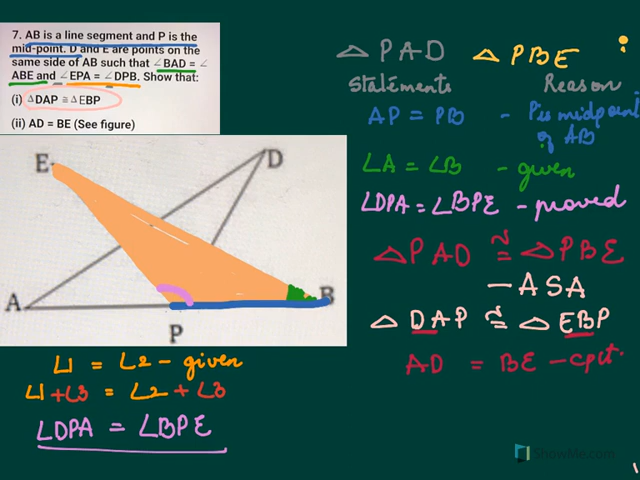 7. AB is a line segment and P is the
mid-point. D and E are points on the
same side of AB such that ∠BAD = ∠
ABE and ∠EPA = ∠DPB. Show that:
(i) ΔDAP ≅ ΔEBP
(ii) AD = BE (See figure)
E
D
A
B
P
∠1 = ∠2 - given
∠1 + ∠3 = ∠2 + ∠3
∠DPA = ∠BPE
△ PAD △ PBE
Statements Reason
AP = PB - P is midpoint
of AB
∠A = ∠B - given
∠DPA = ∠BPE - proved
△ PAD ≅ △ PBE
- ASA
△ DAP ≅ △ EBP
AD = BE - cpct.
ShowMe.com